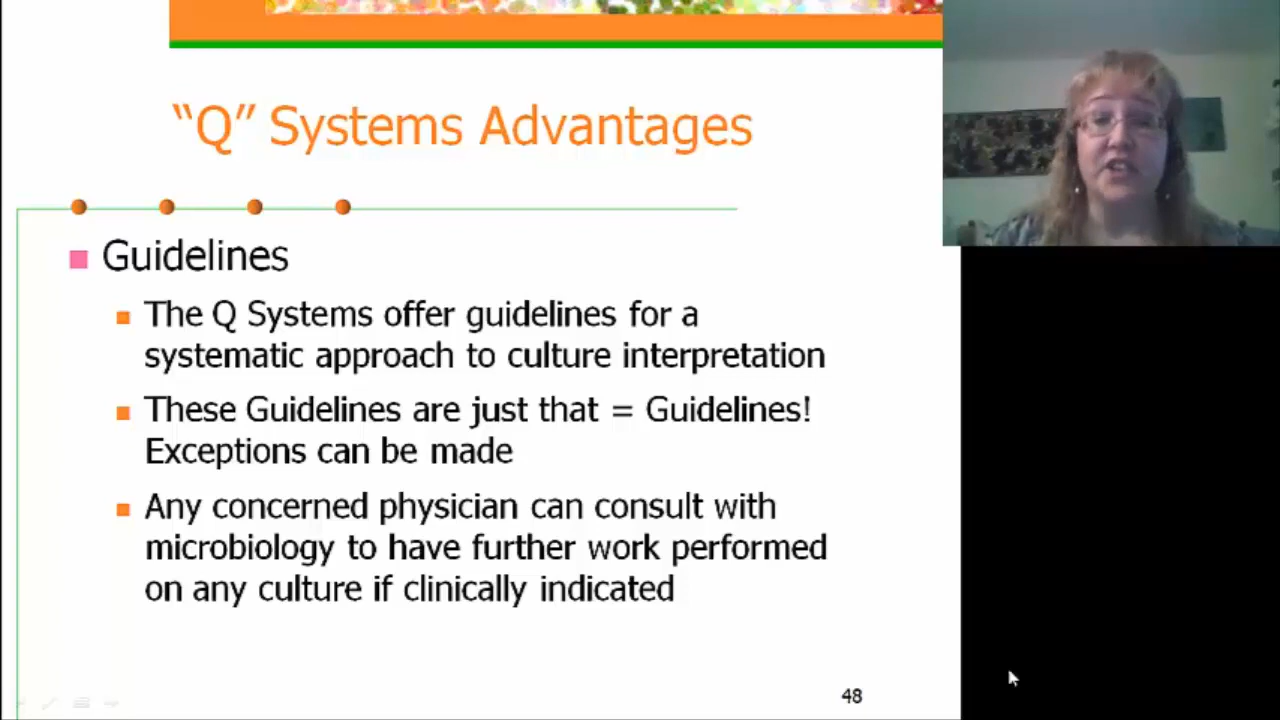 “Q” Systems Advantages
Guidelines
The Q Systems offer guidelines for a
systematic approach to culture interpretation
These Guidelines are just that = Guidelines!
Exceptions can be made
Any concerned physician can consult with
microbiology to have further work performed
on any culture if clinically indicated
48